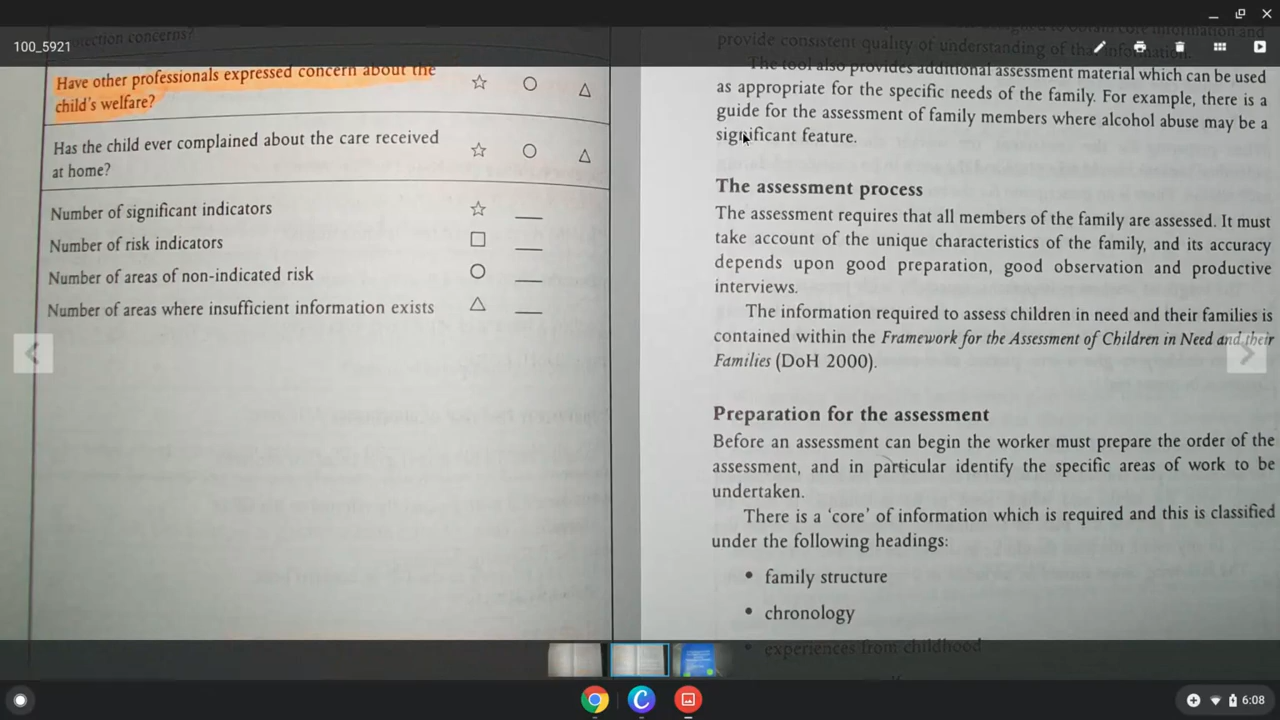 100_5921
protection concerns?
Have other professionals expressed concern about the
child's welfare?
Has the child ever complained about the care received
at home?
Number of significant indicators
Number of risk indicators
Number of areas of non-indicated risk
Number of areas where insufficient information exists
provide consistent quality of understanding of that information.
The tool also provides additional assessment material which can be used
as appropriate for the specific needs of the family. For example, there is a
guide for the assessment of family members where alcohol abuse may be a
significant feature.
The assessment process
The assessment requires that all members of the family are assessed. It must
take account of the unique characteristics of the family, and its accuracy
depends upon good preparation, good observation and productive
interviews.
The information required to assess children in need and their families is
contained within the Framework for the Assessment of Children in Need and their
Families (DoH 2000).
Preparation for the assessment
Before an assessment can begin the worker must prepare the order of the
assessment, and in particular identify the specific areas of work to be
undertaken.
There is a 'core' of information which is required and this is classified
under the following headings:
• family structure
• chronology
• experiences from childhood
6:08